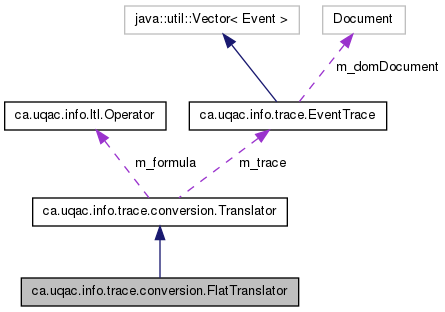 java::util::Vector< Event >
Document
m_domDocument
ca.uqac.info.ltl.Operator
ca.uqac.info.trace.EventTrace
m_formula
m_trace
ca.uqac.info.trace.conversion.Translator
ca.uqac.info.trace.conversion.FlatTranslator